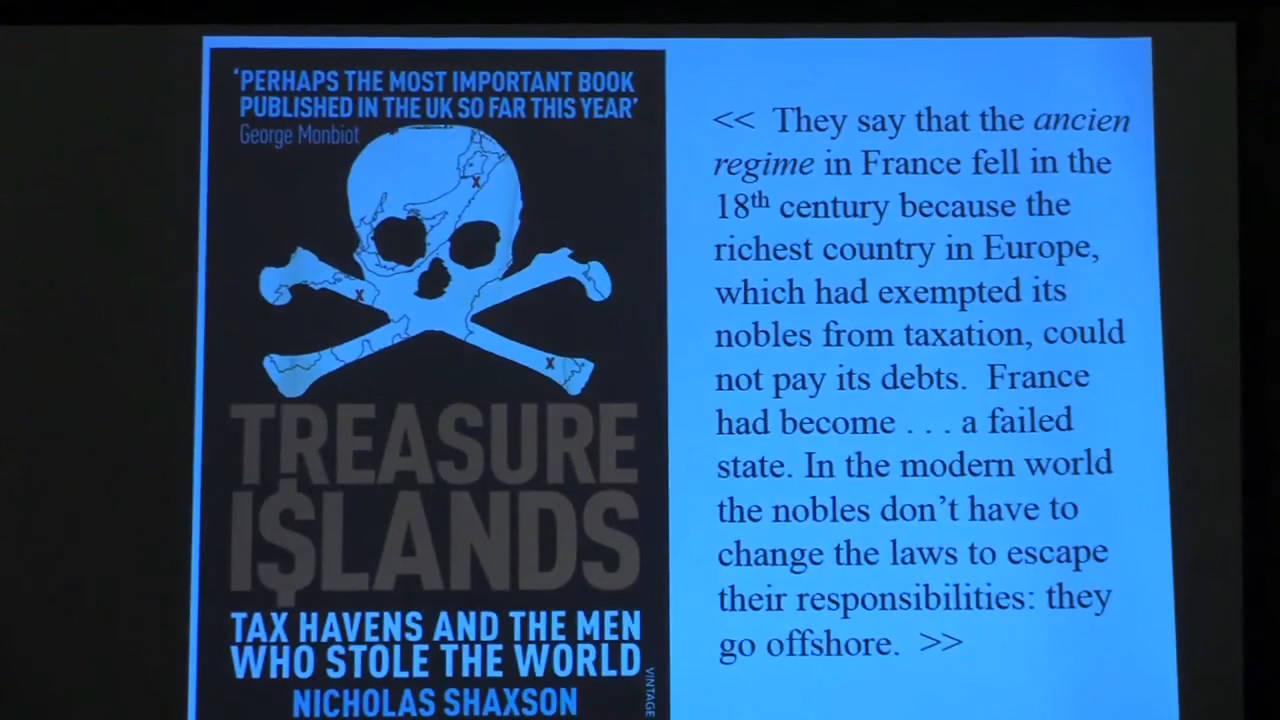 ‘PERHAPS THE MOST IMPORTANT BOOK
PUBLISHED IN THE UK SO FAR THIS YEAR’
George Monbiot
x
x
x
TREASURE
I$LANDS
TAX HAVENS AND THE MEN
WHO STOLE THE WORLD
NICHOLAS SHAXSON
VINTAGE
<< They say that the ancien
regime in France fell in the
18th century because the
richest country in Europe,
which had exempted its
nobles from taxation, could
not pay its debts. France
had become . . . a failed
state. In the modern world
the nobles don’t have to
change the laws to escape
their responsibilities: they
go offshore. >>